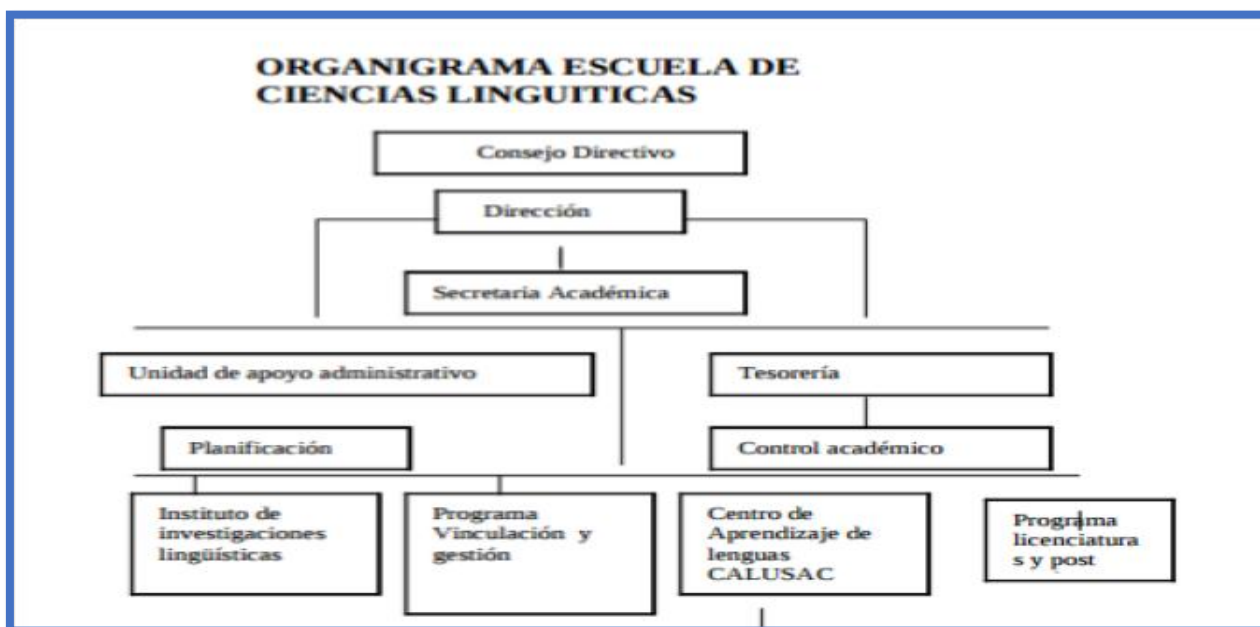 ORGANIGRAMA ESCUELA DE
CIENCIAS LINGUITICAS
Consejo Directivo
Dirección
Secretaria Académica
Unidad de apoyo administrativo
Tesorería
Planificación
Control académico
Instituto de
investigaciones
lingüísticas
Programa
Vinculación y
gestión
Centro de
Aprendizaje de
lenguas
CALUSAC
Programa
licenciatura
s y post